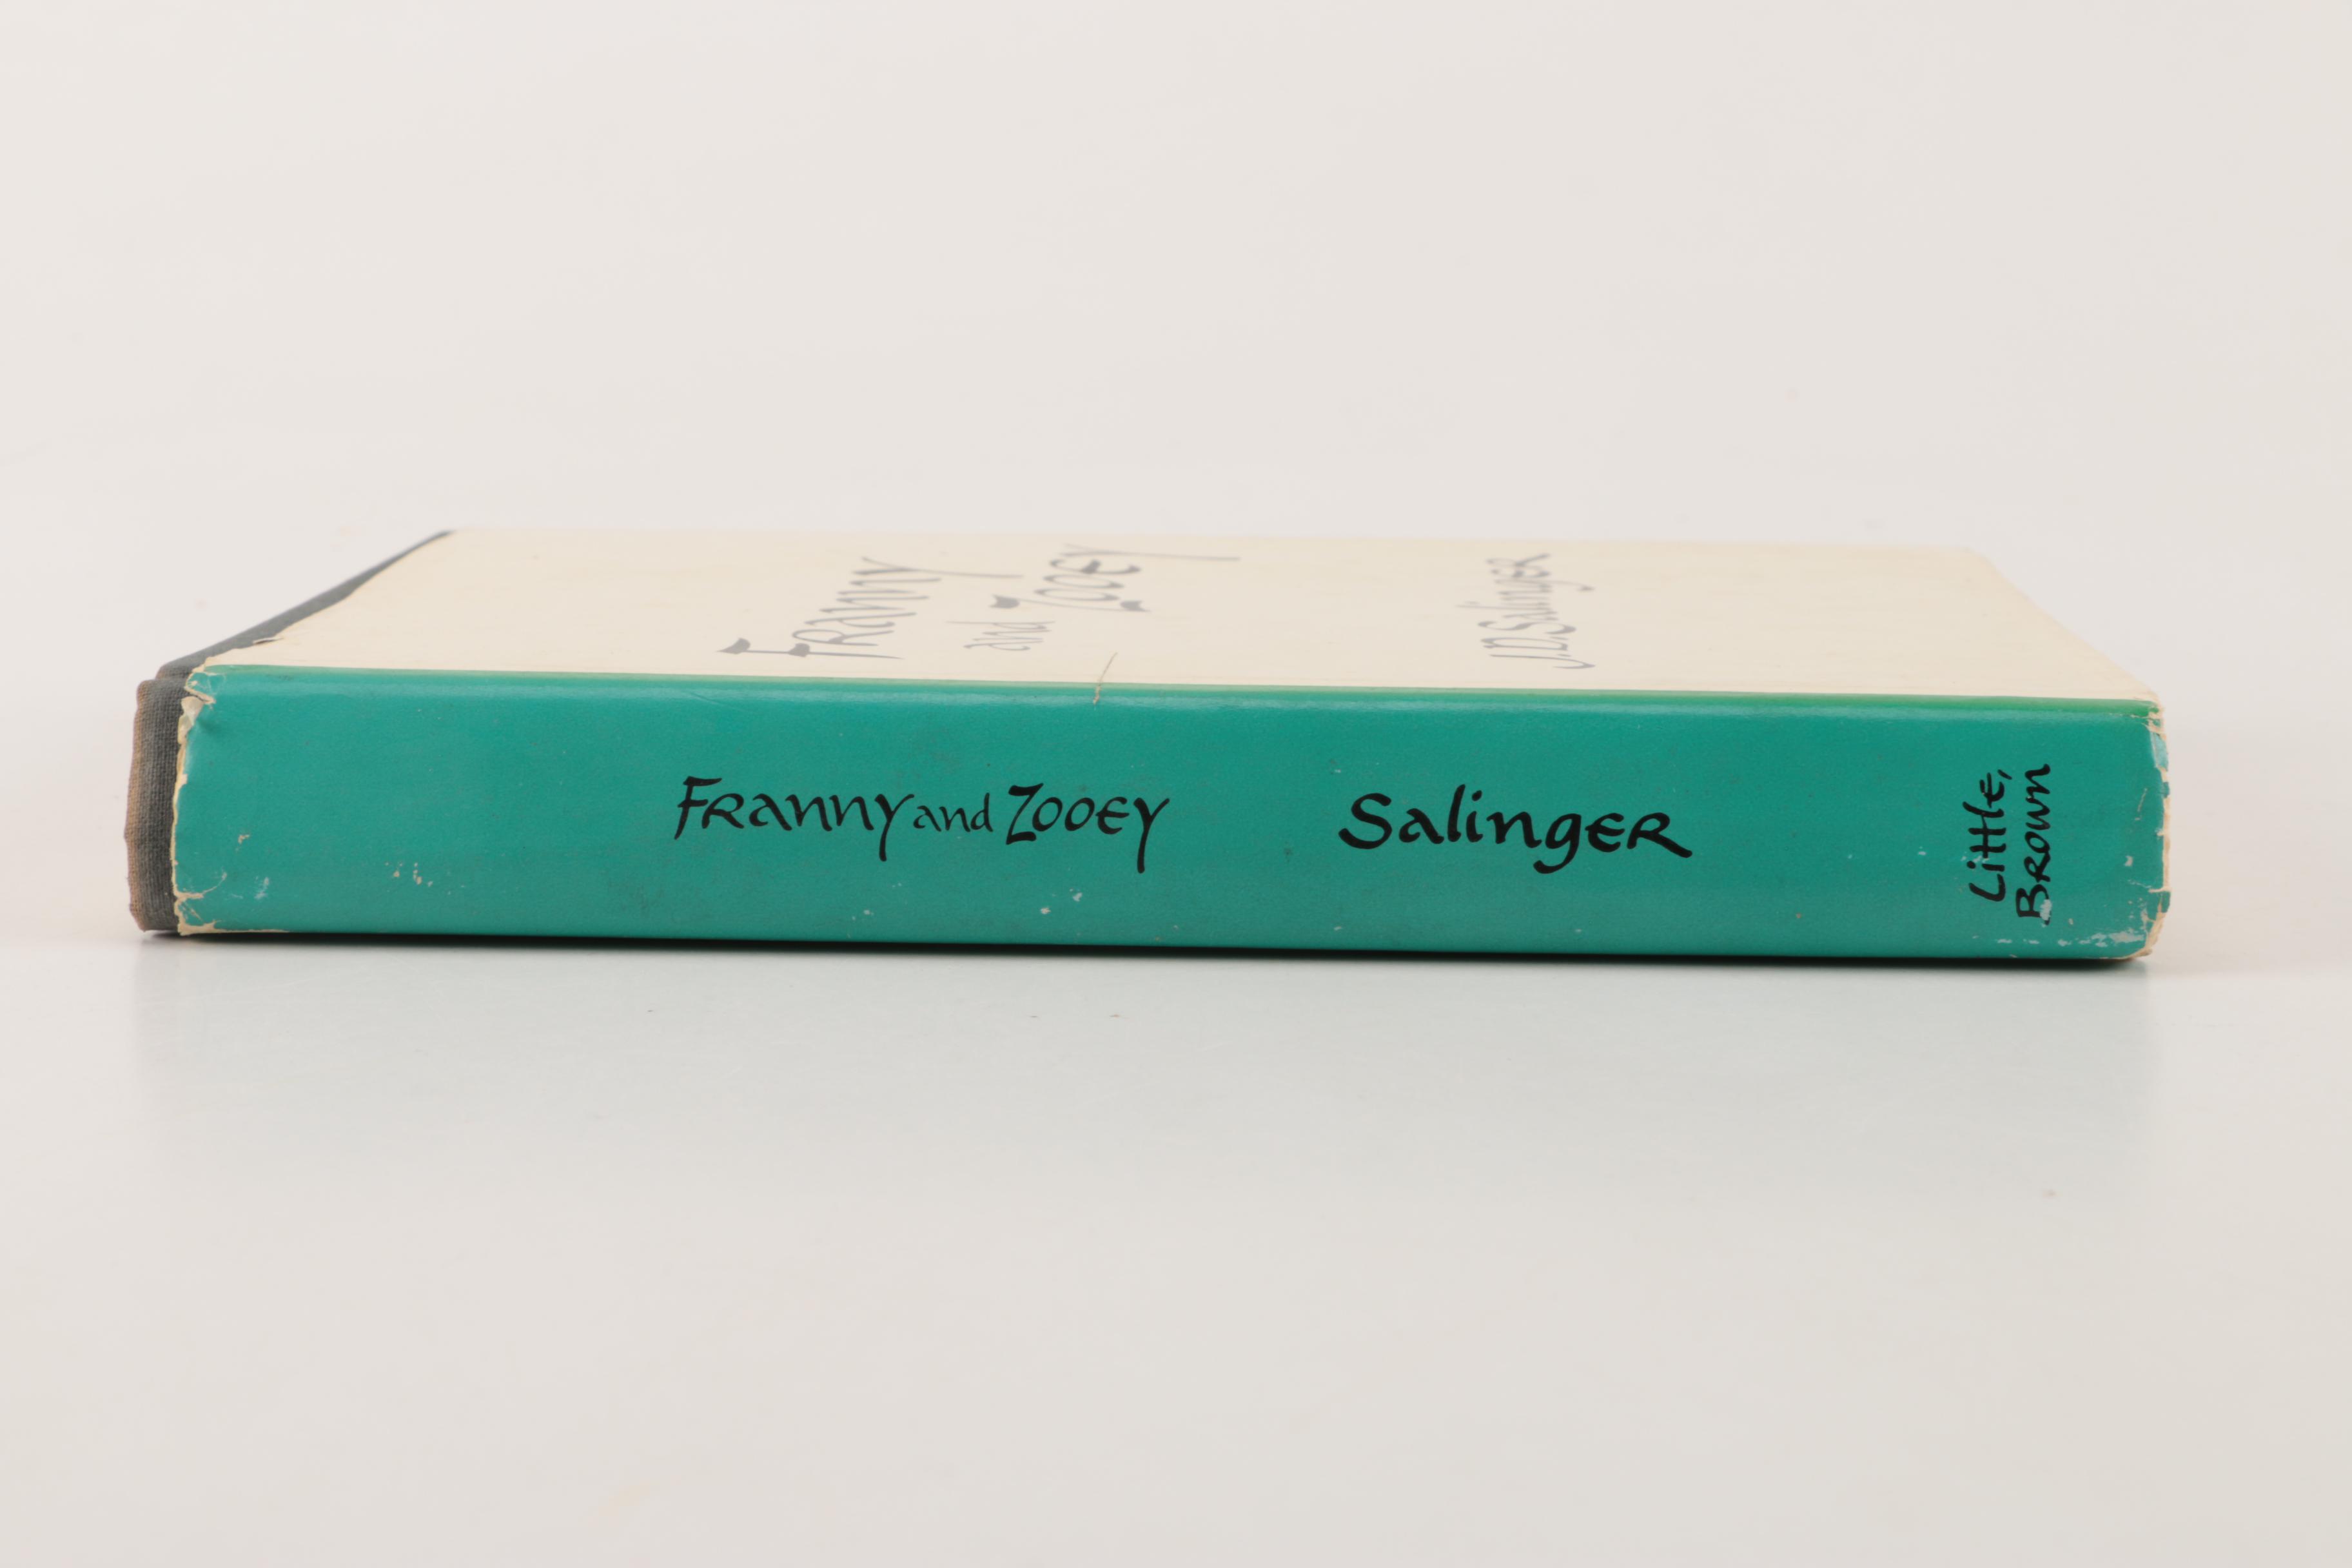 Franny
and Zooey
J.D. Salinger
Franny and Zooey
Salinger
Little,
Brown